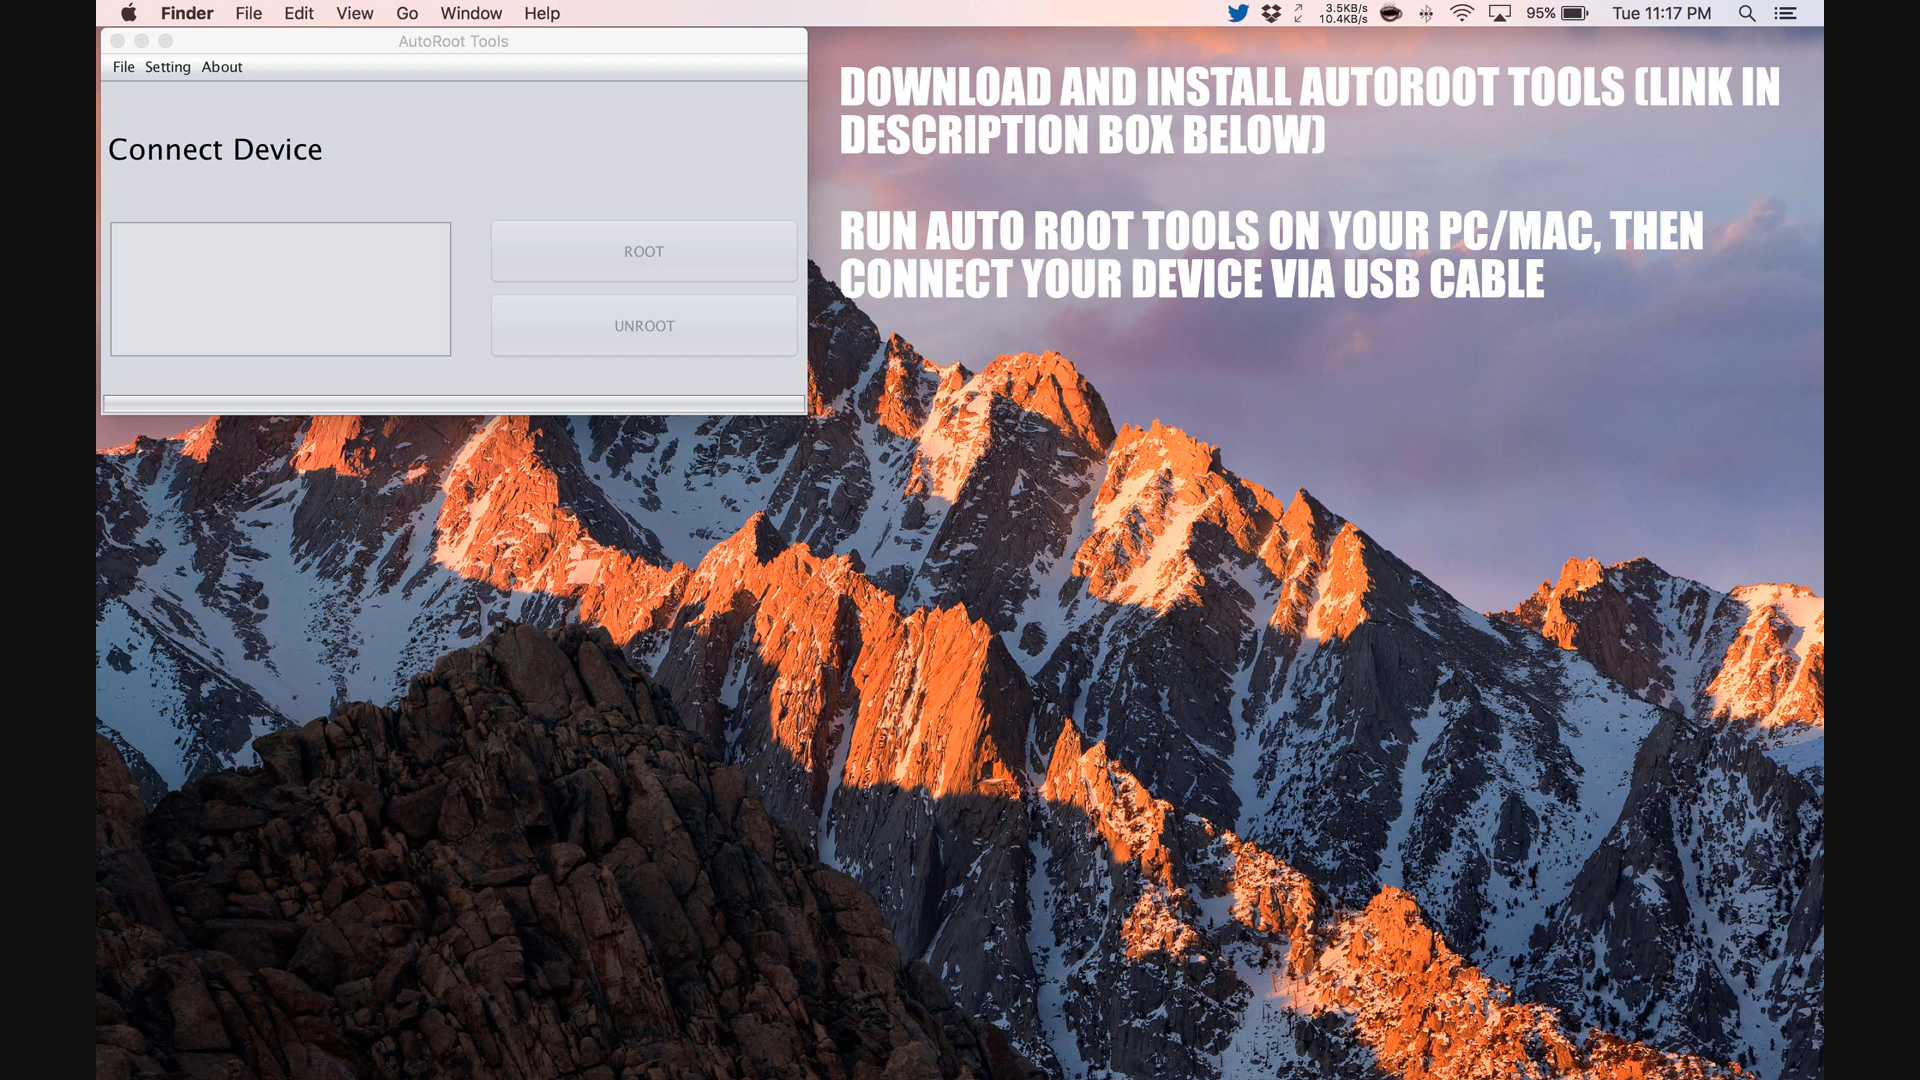 Finder File Edit View Go Window Help 3.5KB/s 95% Tue 11:17 PM
10.4KB/s
AutoRoot Tools
File Setting About
Connect Device
ROOT
UNROOT
DOWNLOAD AND INSTALL AUTOROOT TOOLS (LINK IN
DESCRIPTION BOX BELOW)
RUN AUTO ROOT TOOLS ON YOUR PC/MAC, THEN
CONNECT YOUR DEVICE VIA USB CABLE